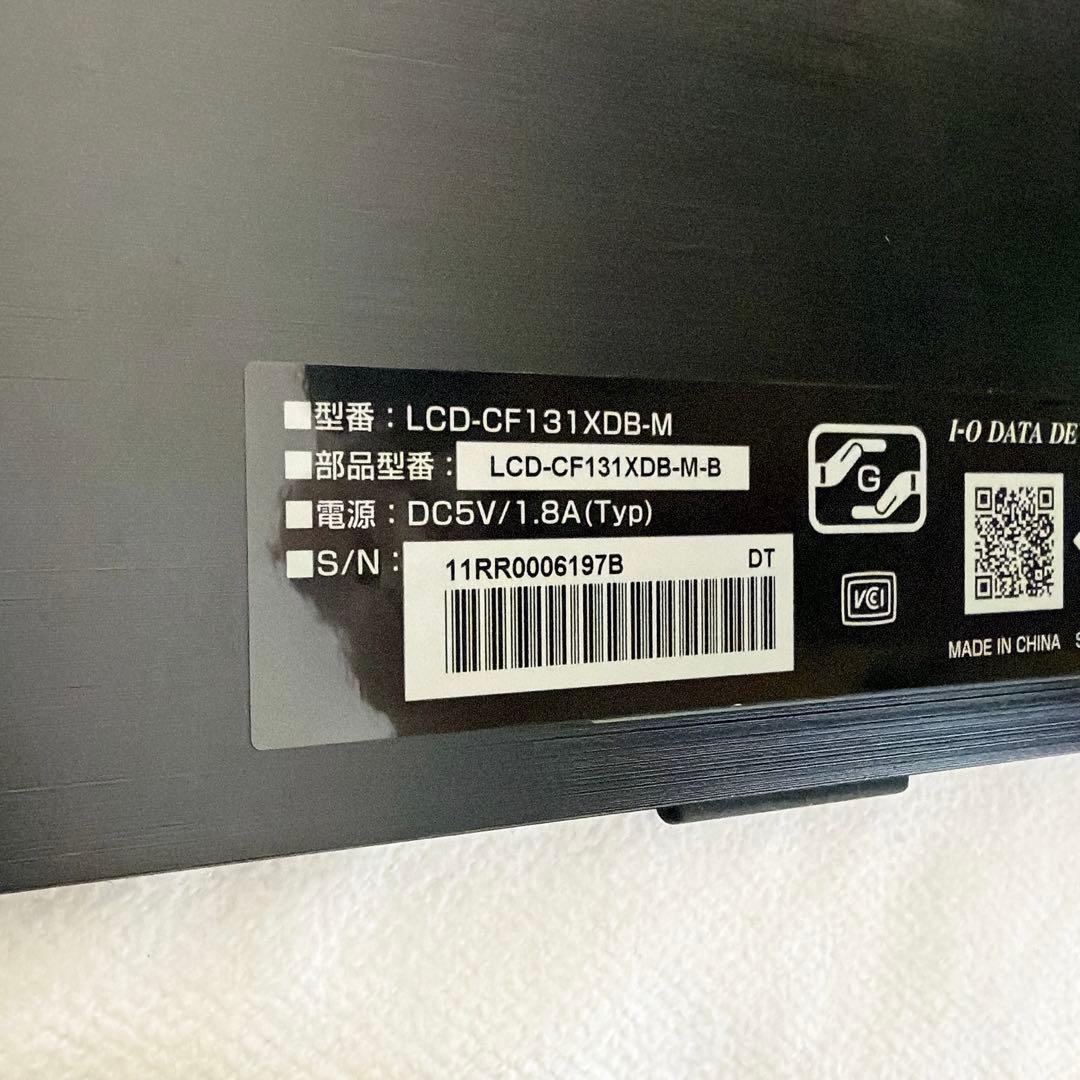 ■型番：LCD-CF131XDB-M
■部品型番：LCD-CF131XDB-M-B
■電源：DC5V/1.8A(Typ)
■S/N：11RR0006197B DT
G
VCCI
I-O DATA DE
MADE IN CHINA